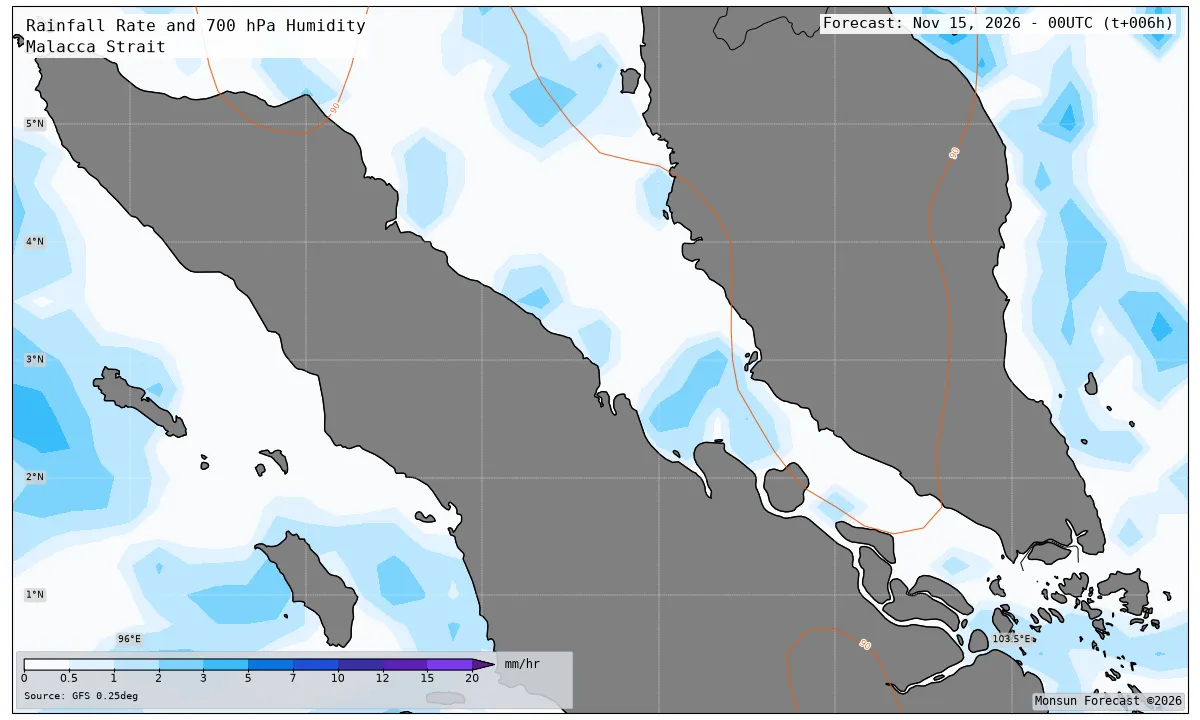 Rainfall Rate and 700 hPa Humidity
Malacca Strait
Forecast: Nov 15, 2026 - 00UTC (t+006h)
90
90
5°N
4°N
3°N
2°N
1°N
96°E
103.5°E
90
0 0.5 1 2 3 5 7 10 12 15 20
mm/hr
Source: GFS 0.25deg
Monsun Forecast ©2026